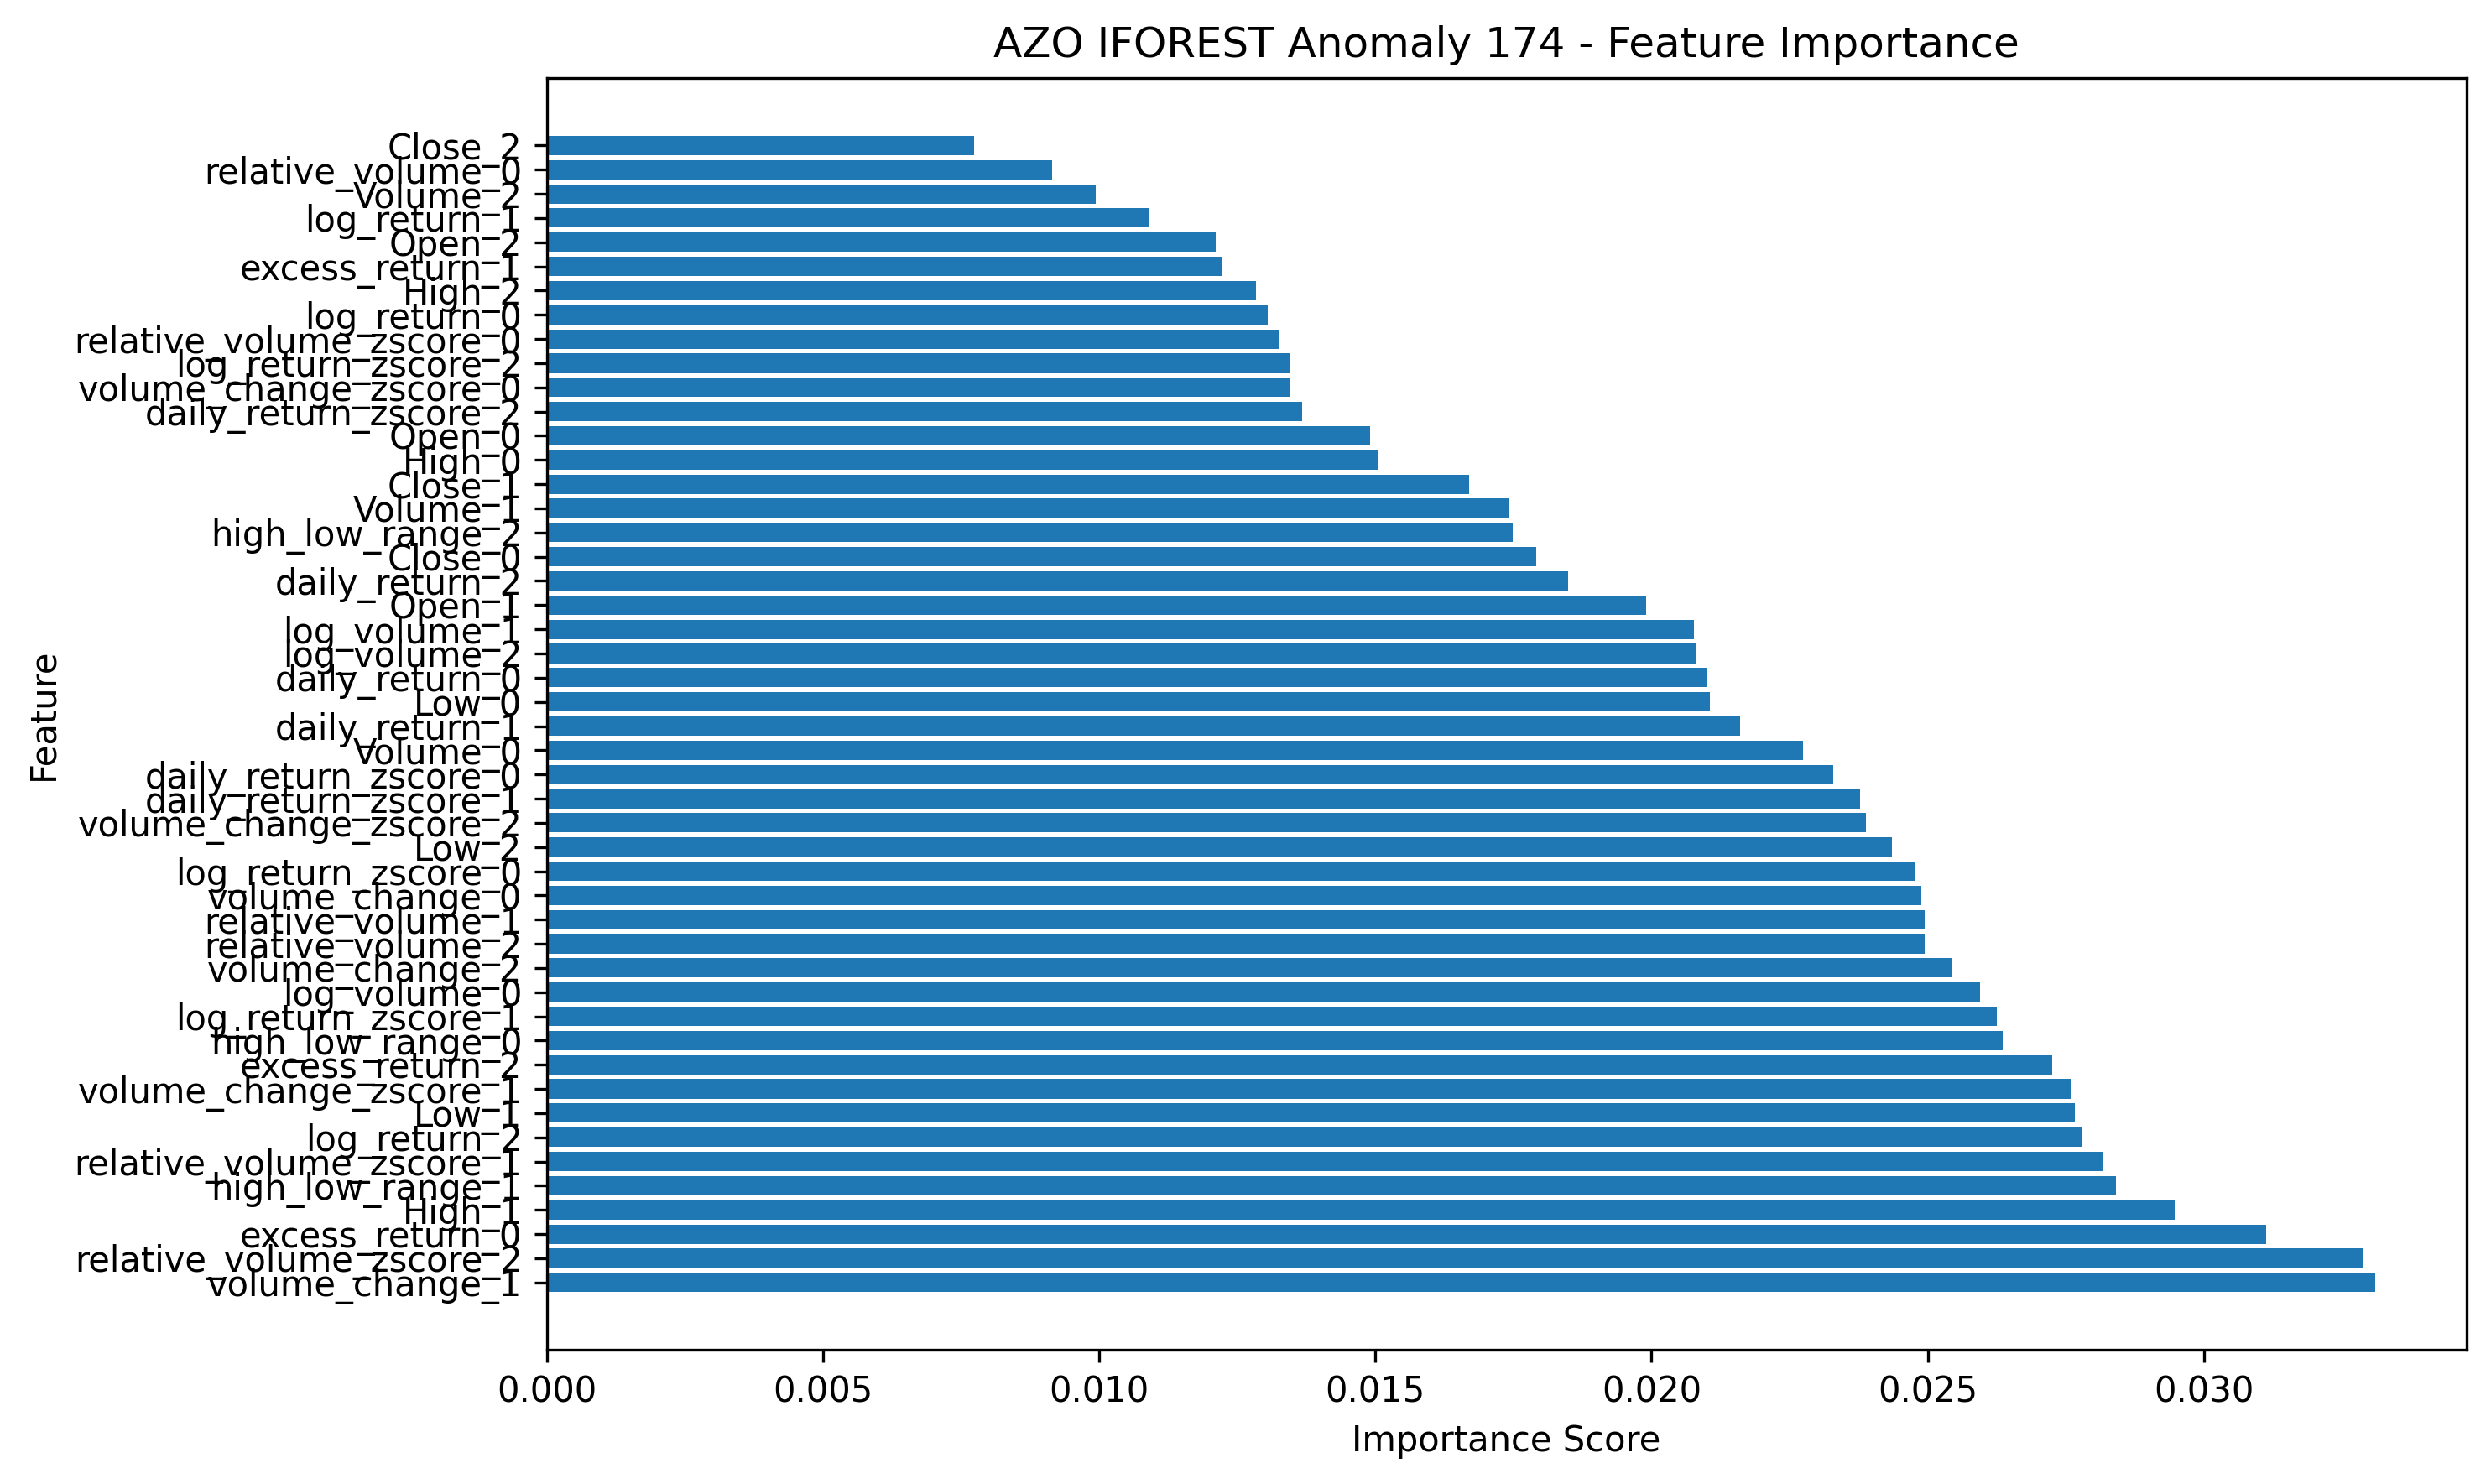 AZO IFOREST Anomaly 174 - Feature Importance
Close_2
relative_volume_0
Volume_2
log_return_1
Open_2
excess_return_1
High_2
log_return_0
relative_volume_zscore_0
log_return_zscore_2
volume_change_zscore_0
daily_return_zscore_2
Open_0
High_0
Close_1
Volume_1
high_low_range_2
Close_0
daily_return_2
Open_1
log_volume_1
log_volume_2
daily_return_0
Low_0
daily_return_1
Volume_0
daily_return_zscore_0
daily_return_zscore_1
volume_change_zscore_2
Low_2
log_return_zscore_0
volume_change_0
relative_volume_1
relative_volume_2
volume_change_2
log_volume_0
log_return_zscore_1
high_low_range_0
excess_return_2
volume_change_zscore_1
Low_1
log_return_2
relative_volume_zscore_1
high_low_range_1
High_1
excess_return_0
relative_volume_zscore_2
volume_change_1
Feature
0.000 0.005 0.010 0.015 0.020 0.025 0.030
Importance Score